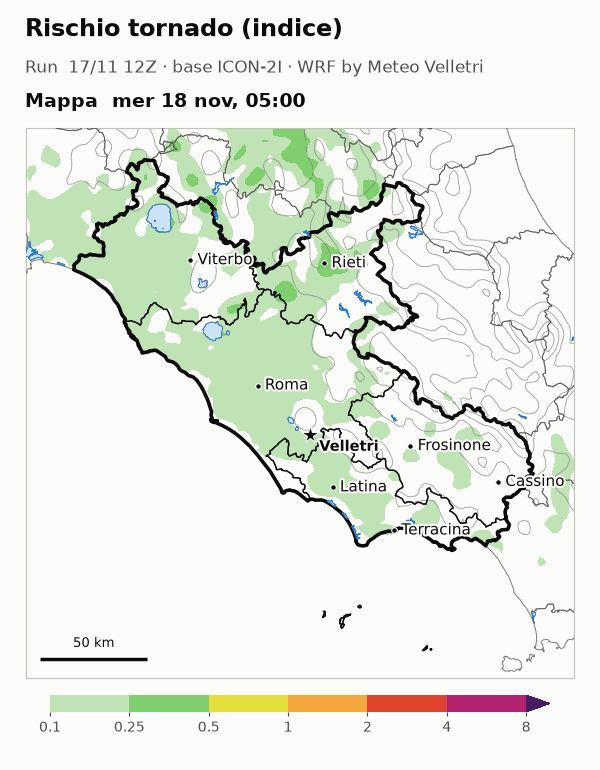 Rischio tornado (indice)
Run  17/11 12Z · base ICON-2I · WRF by Meteo Velletri
Mappa  mer 18 nov, 05:00
Viterbo
Rieti
Roma
Velletri
Frosinone
Latina
Cassino
Terracina
50 km
0.1 0.25 0.5 1 2 4 8